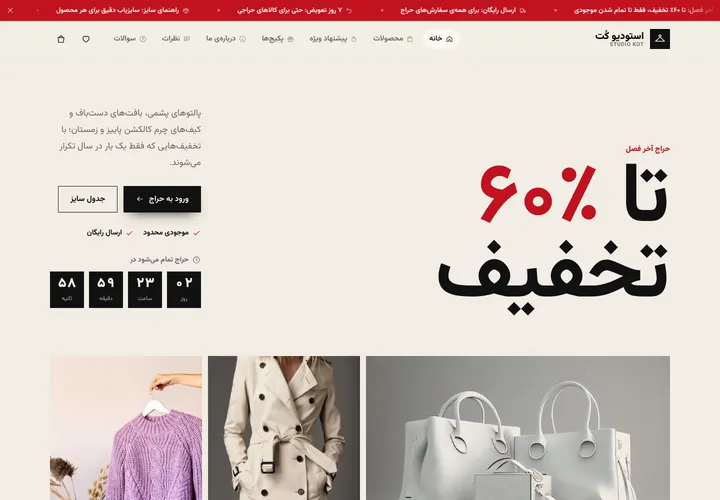 آخر فصل: تا ۶۰٪ تخفیف، فقط تا تمام شدن موجودی
ارسال رایگان: برای همه‌ی سفارش‌های حراج
۷ روز تعویض: حتی برای کالاهای حراجی
راهنمای سایز: سایزیاب دقیق برای هر محصول
استودیو کُت
STUDIO KOT
خانه
محصولات
پیشنهاد ویژه
پکیج‌ها
درباره‌ی ما
نظرات
سوالات
حراج آخر فصل
تا ۶۰٪
تخفیف
پالتوهای پشمی، بافت‌های دست‌باف و
کیف‌های چرم کالکشن پاییز و زمستان؛ با
تخفیف‌هایی که فقط یک بار در سال تکرار
می‌شوند.
ورود به حراج
جدول سایز
موجودی محدود
ارسال رایگان
حراج تمام می‌شود در
۰۲
روز
۲۳
ساعت
۵۹
دقیقه
۵۸
ثانیه